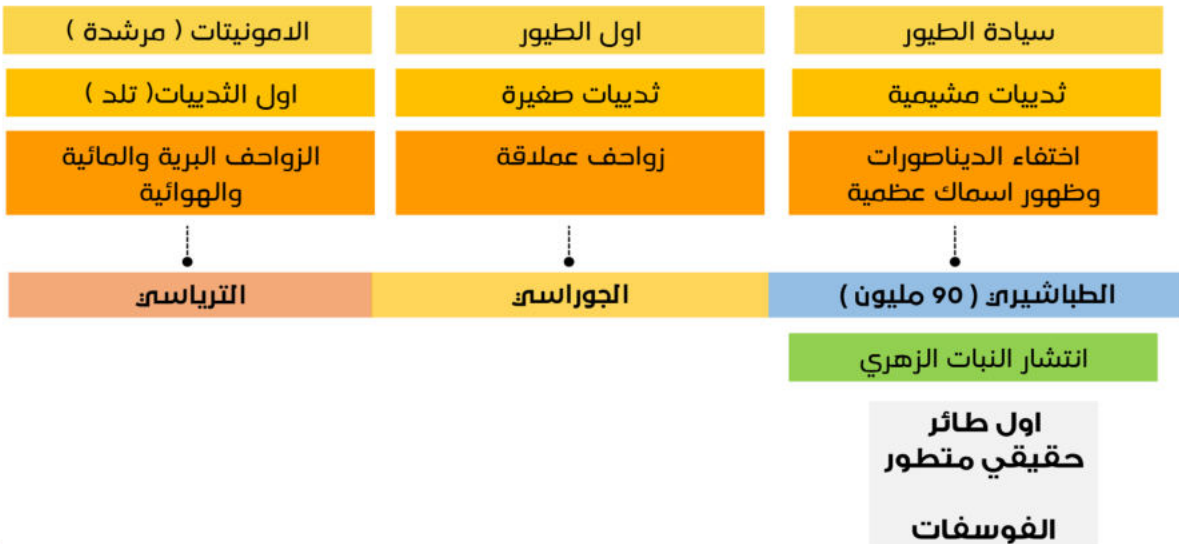 سيادة الطيور
اول الطيور
الامونيتات ( مرشدة )
ثدييات مشيمية
ثدييات صغيرة
اول الثدييات( تلد )
اختفاء الديناصورات
وظهور اسماك عظمية
زواحف عملاقة
الزواحف البرية والمائية
والهوائية
الطباشيري ( 90 مليون )
الجوراسي
الترياسي
انتشار النبات الزهري
اول طائر
حقيقي متطور
الفوسفات